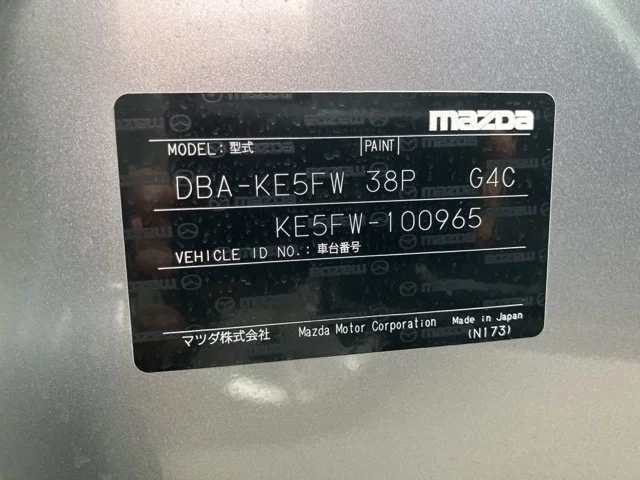 mazda
MODEL: 型式 PAINT
DBA-KE5FW 38P G4C
KE5FW-100965
VEHICLE ID NO.: 車台番号
マツダ株式会社 Mazda Motor Corporation Made in Japan
(N173)